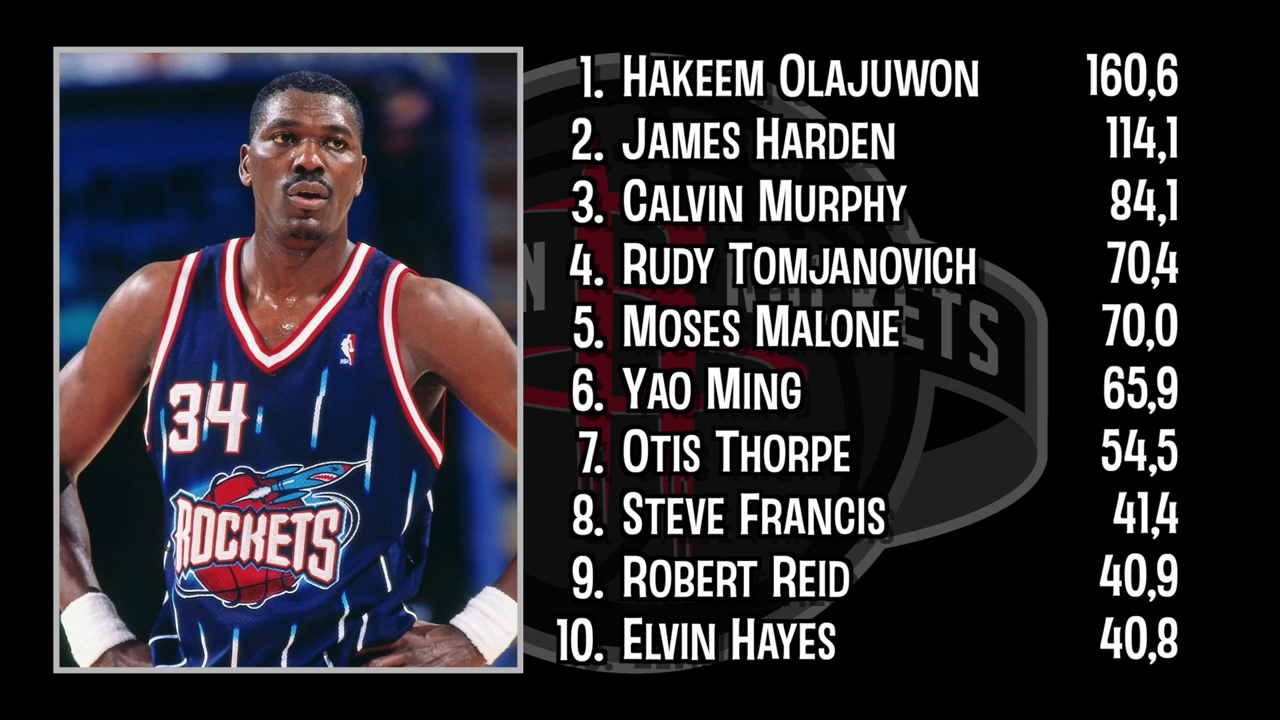 1. HAKEEM OLAJUWON 160,6
2. JAMES HARDEN 114,1
3. CALVIN MURPHY 84,1
4. RUDY TOMJANOVICH 70,4
5. MOSES MALONE 70,0
6. YAO MING 65,9
7. OTIS THORPE 54,5
8. STEVE FRANCIS 41,4
9. ROBERT REID 40,9
10. ELVIN HAYES 40,8
34
ROCKETS